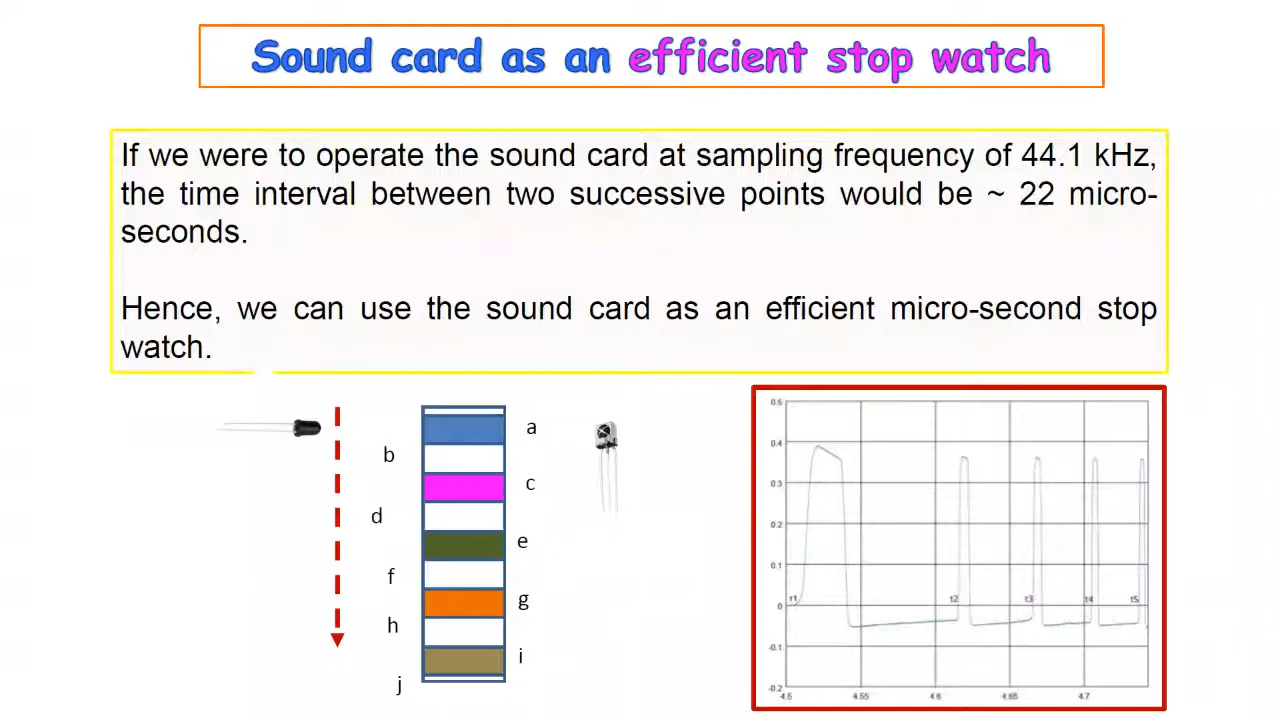 Sound card as an efficient stop watch
If we were to operate the sound card at sampling frequency of 44.1 kHz,
the time interval between two successive points would be ~ 22 micro-
seconds.
Hence, we can use the sound card as an efficient micro-second stop
watch.
a
b
c
d
e
f
g
h
i
j
0.5
0.4
0.3
0.2
0.1
0
-0.1
-0.2
t1
t2
t3
t4
t5
4.5
4.55
4.6
4.65
4.7